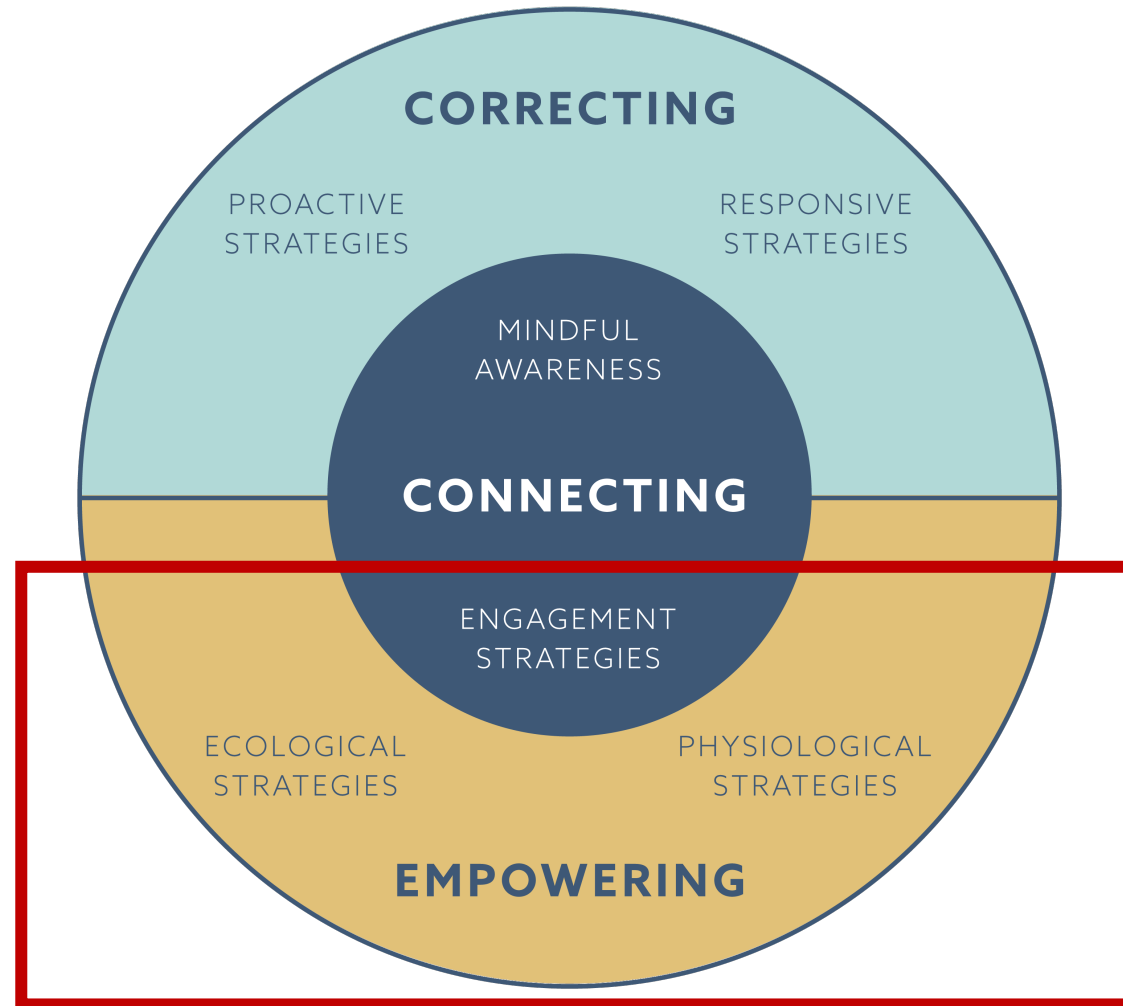 CORRECTING
PROACTIVE
STRATEGIES
RESPONSIVE
STRATEGIES
MINDFUL
AWARENESS
CONNECTING
ENGAGEMENT
STRATEGIES
ECOLOGICAL
STRATEGIES
PHYSIOLOGICAL
STRATEGIES
EMPOWERING